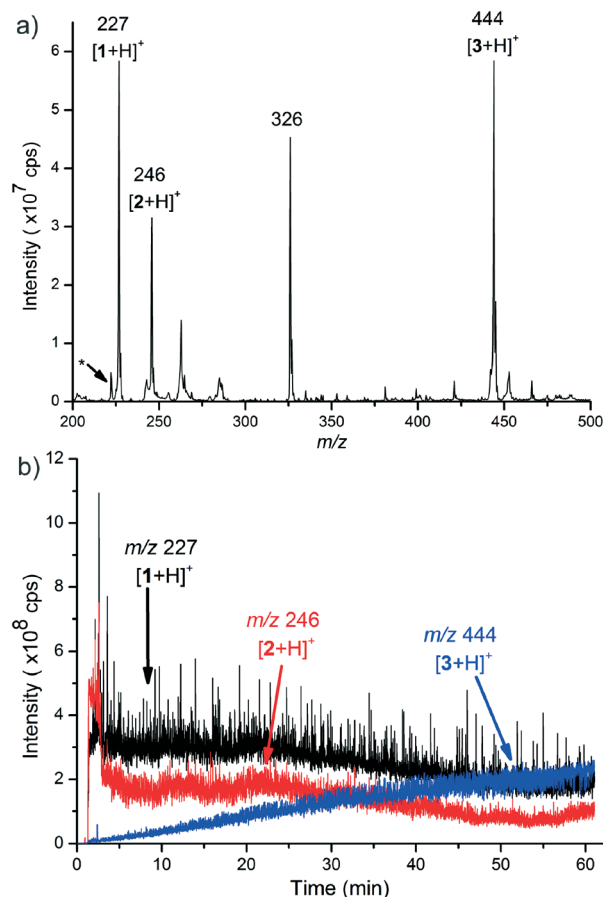 a)
227
[1+H]+
246
[2+H]+
326
444
[3+H]+
*
Intensity ( x10^7 cps)
6
5
4
3
2
1
0
200 250 300 350 400 450 500
m/z
b)
m/z 227
[1+H]+
m/z 246
[2+H]+
m/z 444
[3+H]+
Intensity ( x10^8 cps)
12
10
8
6
4
2
0
0 10 20 30 40 50 60
Time (min)